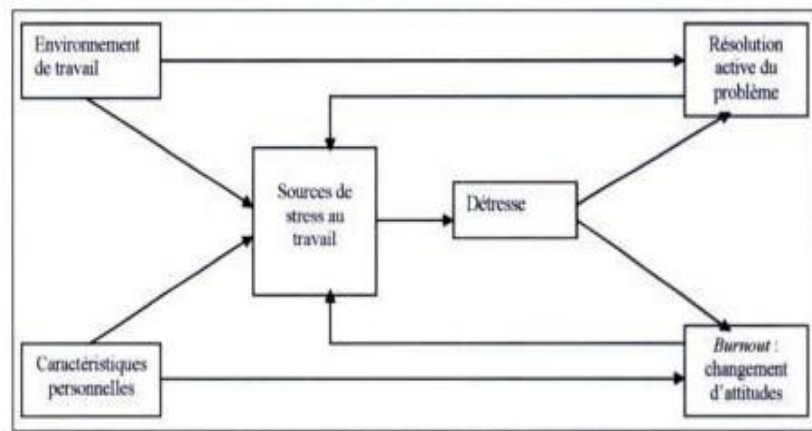 Environnement
de travail
Résolution
active du
problème
Sources de
stress au
travail
Détresse
Caractéristiques
personnelles
Burnout :
changement
d'attitudes